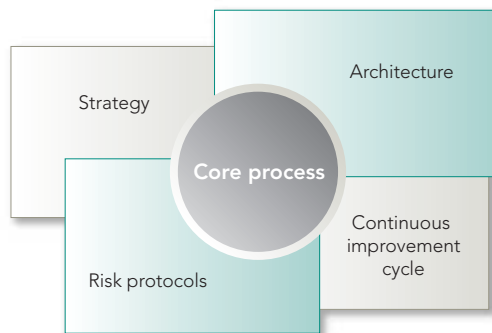 Architecture
Strategy
Core process
Continuous
improvement
cycle
Risk protocols